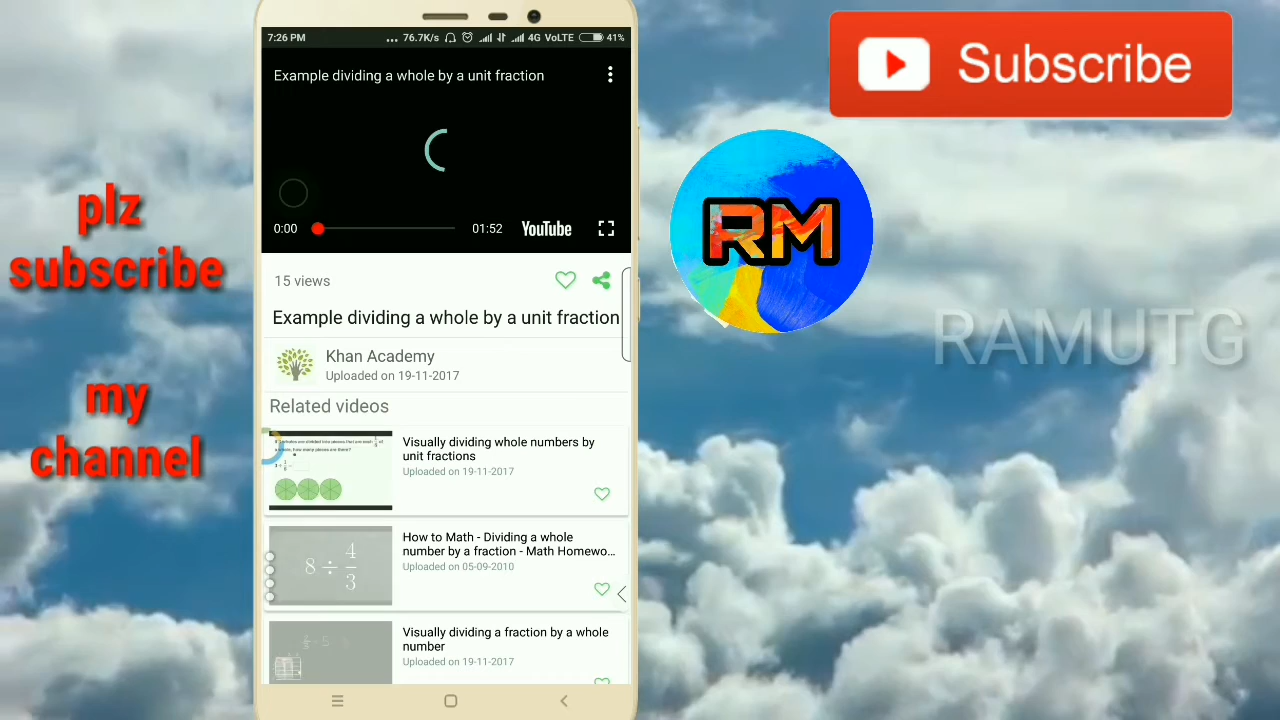 plz
subscribe
my
channel
7:26 PM
... 76.7K/s 4G VoLTE 41%
Example dividing a whole by a unit fraction
0:00
01:52
YouTube
15 views
Example dividing a whole by a unit fraction
Khan Academy
Uploaded on 19-11-2017
Related videos
Visually dividing whole numbers by
unit fractions
Uploaded on 19-11-2017
8 ÷ 4/3
How to Math - Dividing a whole
number by a fraction - Math Homewo...
Uploaded on 05-09-2010
Visually dividing a fraction by a whole
number
Uploaded on 19-11-2017
Subscribe
RM
RAMUTG